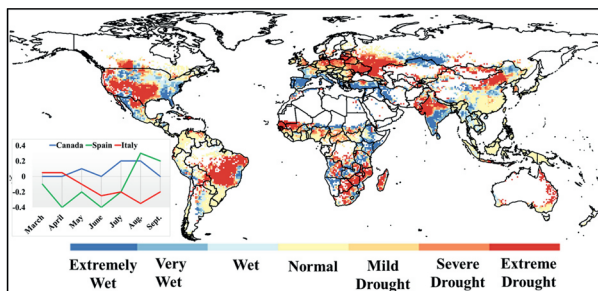 Canada Spain Italy
0.4
0.2
0
-0.2
-0.4
March April May June July Aug. Sept.
Extremely Wet
Very Wet
Wet
Normal
Mild Drought
Severe Drought
Extreme Drought